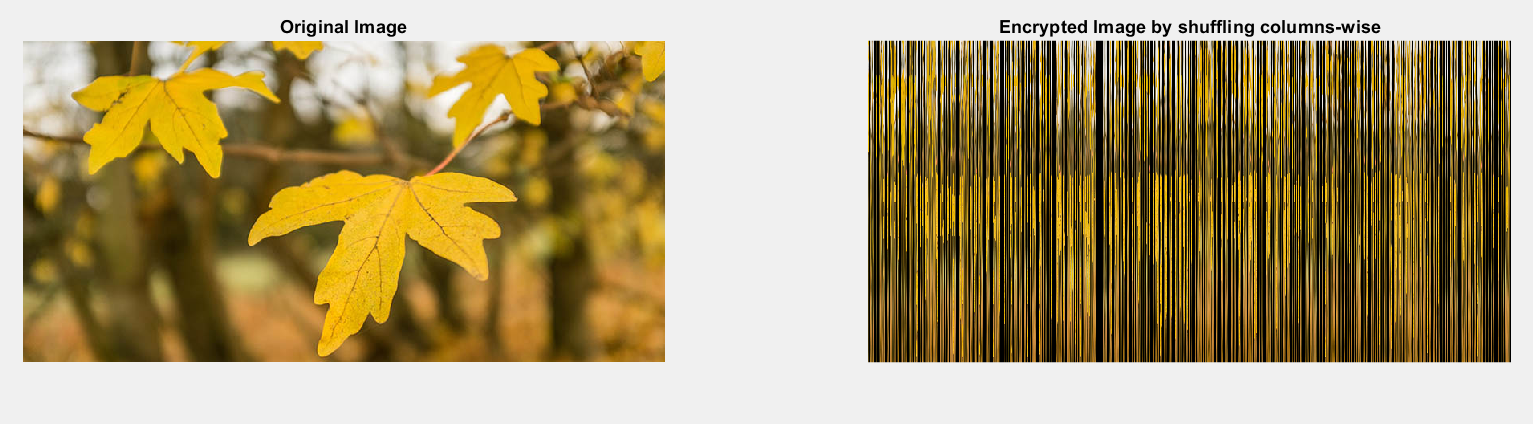 Original Image
Encrypted Image by shuffling columns-wise